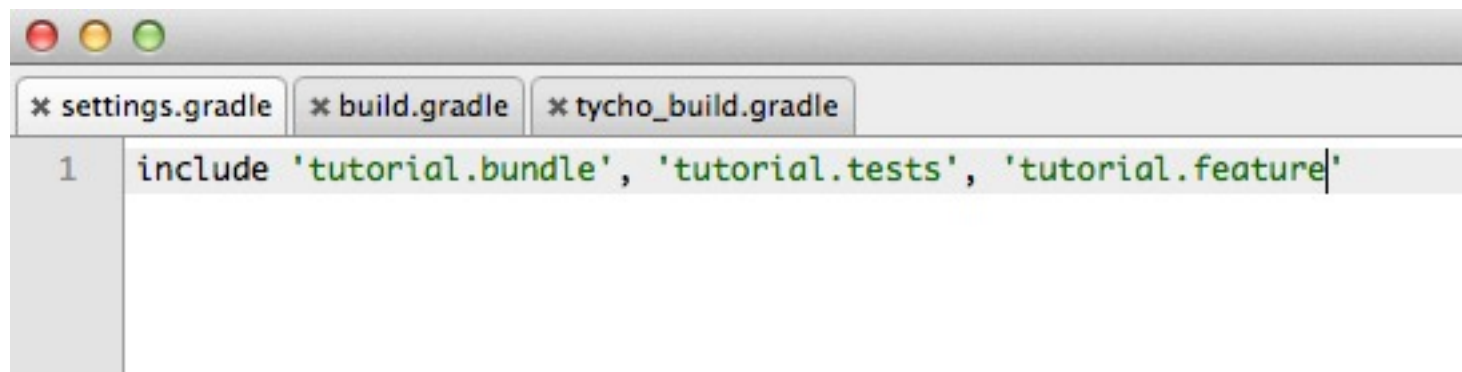 settings.gradle build.gradle tycho_build.gradle
1 include 'tutorial.bundle', 'tutorial.tests', 'tutorial.feature'